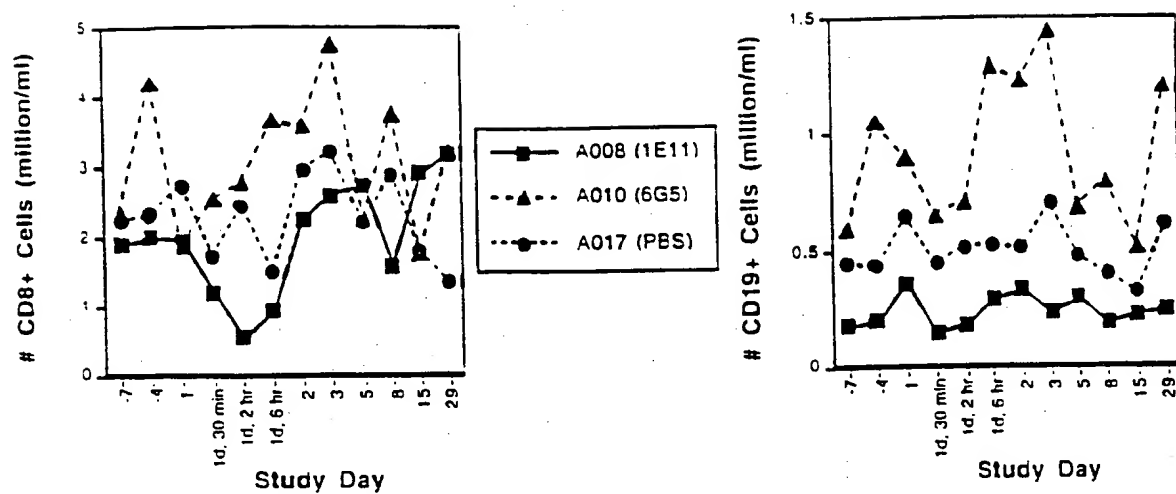 # CD8+ Cells (million/ml)
5
4
3
2
1
0
-7
-4
1
1d, 30 min
1d, 2 hr
1d, 6 hr
2
3
5
8
15
29
Study Day
A008 (1E11)
A010 (6G5)
A017 (PBS)
# CD19+ Cells (million/ml)
1.5
1
0.5
0
-7
-4
1
1d, 30 min
1d, 2 hr
1d, 6 hr
2
3
5
8
15
29
Study Day